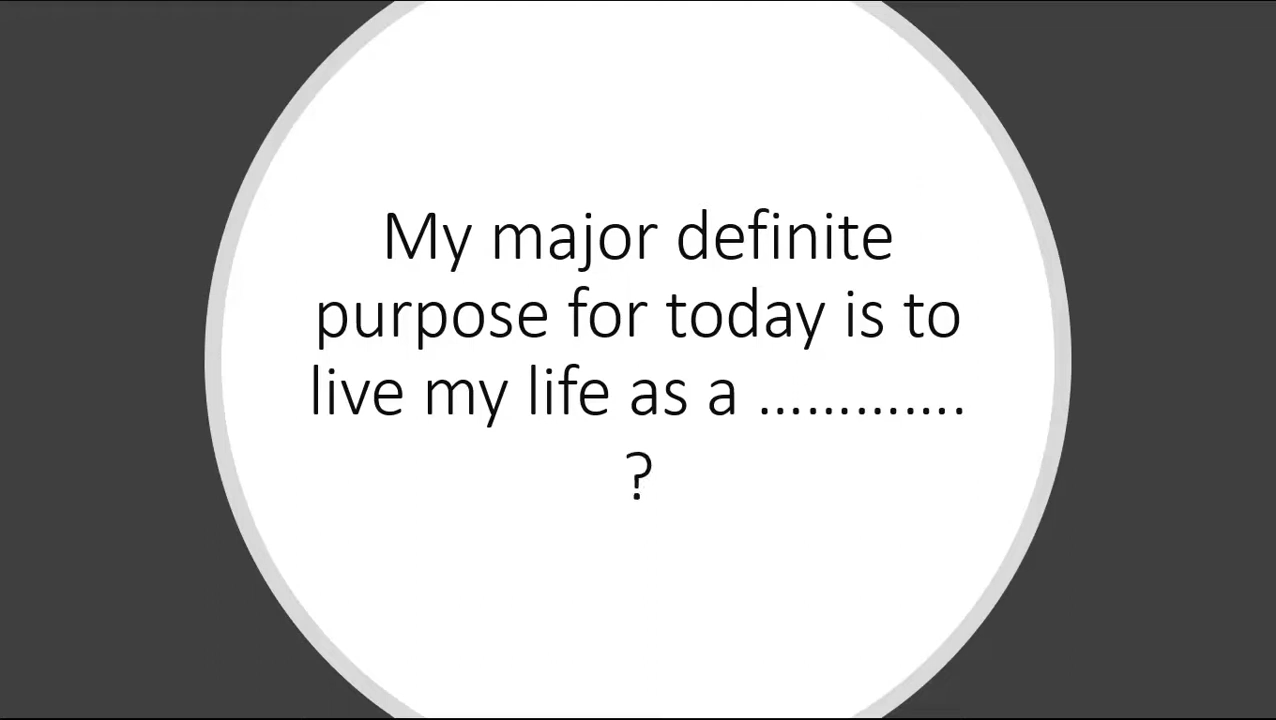 My major definite
purpose for today is to
live my life as a .............
?